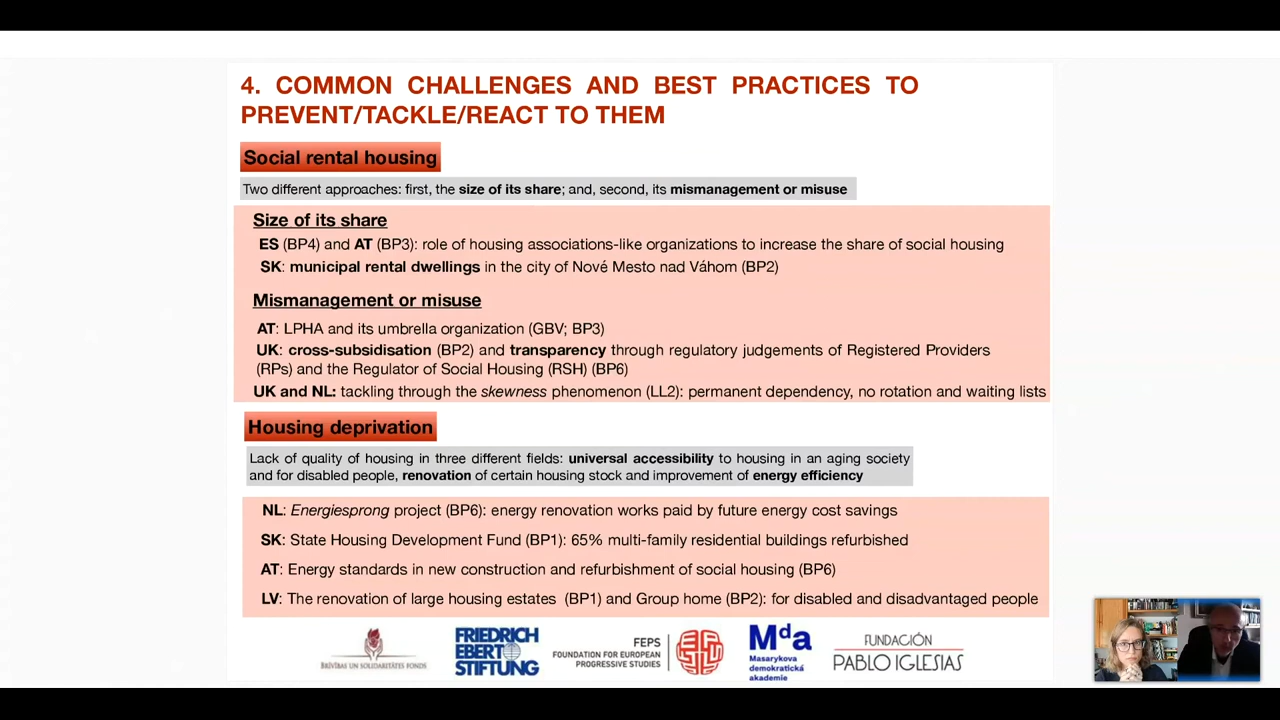 4. COMMON CHALLENGES AND BEST PRACTICES TO
PREVENT/TACKLE/REACT TO THEM
Social rental housing
Two different approaches: first, the size of its share; and, second, its mismanagement or misuse
Size of its share
ES (BP4) and AT (BP3): role of housing associations-like organizations to increase the share of social housing
SK: municipal rental dwellings in the city of Nové Mesto nad Váhom (BP2)
Mismanagement or misuse
AT: LPHA and its umbrella organization (GBV; BP3)
UK: cross-subsidisation (BP2) and transparency through regulatory judgements of Registered Providers
(RPs) and the Regulator of Social Housing (RSH) (BP6)
UK and NL: tackling through the skewness phenomenon (LL2): permanent dependency, no rotation and waiting lists
Housing deprivation
Lack of quality of housing in three different fields: universal accessibility to housing in an aging society
and for disabled people, renovation of certain housing stock and improvement of energy efficiency
NL: Energiesprong project (BP6): energy renovation works paid by future energy cost savings
SK: State Housing Development Fund (BP1): 65% multi-family residential buildings refurbished
AT: Energy standards in new construction and refurbishment of social housing (BP6)
LV: The renovation of large housing estates (BP1) and Group home (BP2): for disabled and disadvantaged people
BRĪVĪBAS UN SOLIDARITĀTES FONDS
FRIEDRICH
EBERT
STIFTUNG
FEPS
FOUNDATION FOR EUROPEAN
PROGRESSIVE STUDIES
Mda
Masarykova
demokratická
akademie
FUNDACIÓN
PABLO IGLESIAS